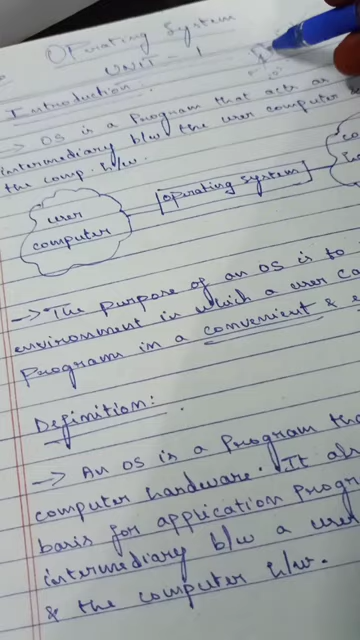 Operating System
UNIT - 1
Introduction :
→ OS is a Program that acts as
intermediary b/w the user computer
the comp. h/w.
user
computer
Operating System
co
→ The purpose of an OS is to
environment in which a user ca
Program in a convenient &
Definition:
→ An OS is a Program tha
computer hardware. It al
basis for application Progr
intermediary b/w a user
& the computer h/w.